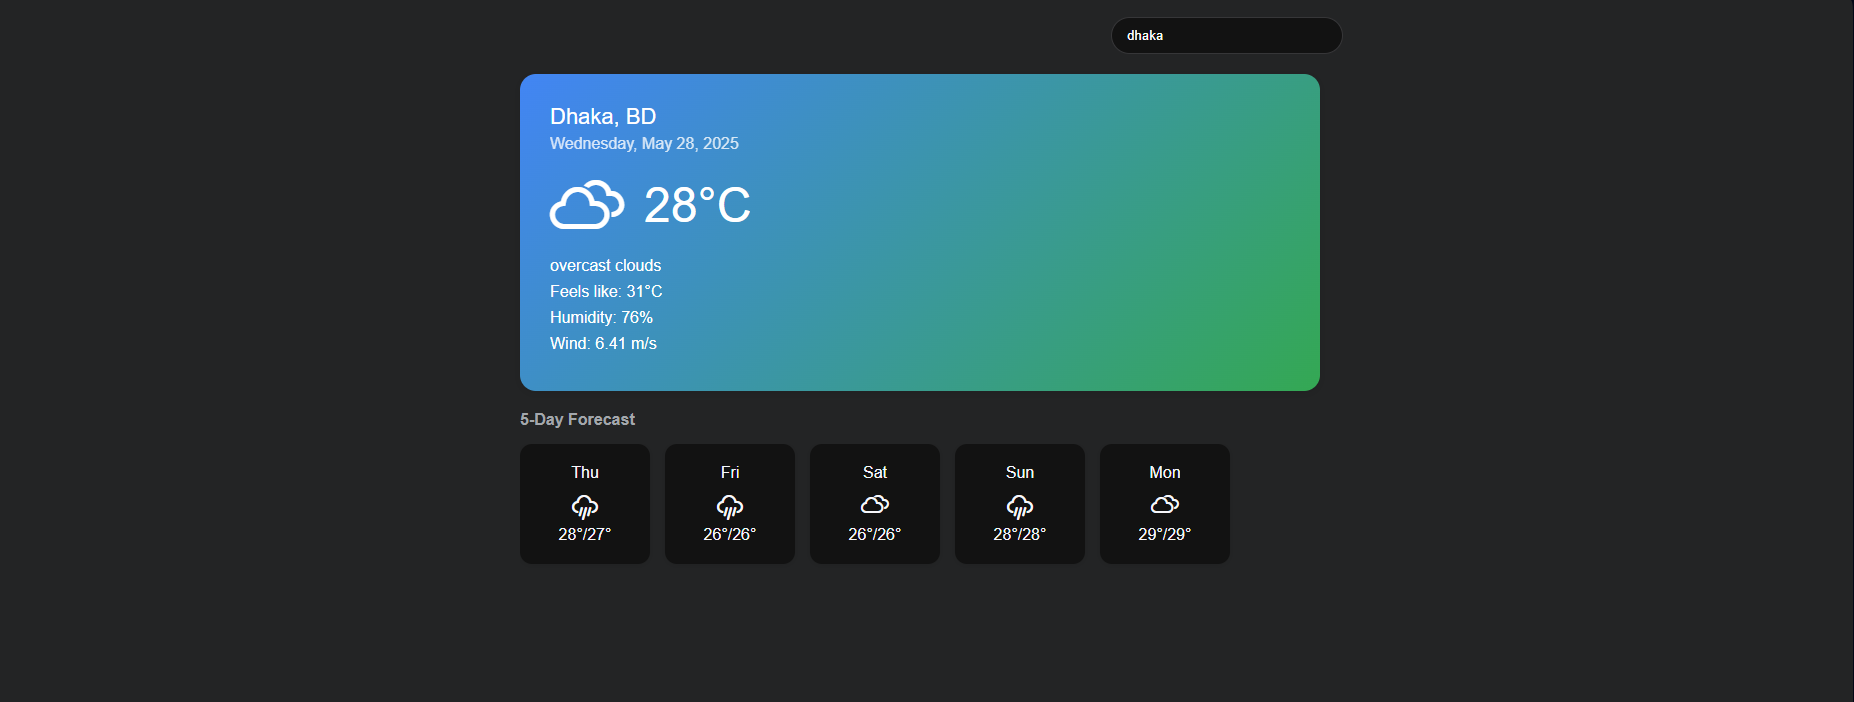 dhaka
Dhaka, BD
Wednesday, May 28, 2025
28°C
overcast clouds
Feels like: 31°C
Humidity: 76%
Wind: 6.41 m/s
5-Day Forecast
Thu
28°/27°
Fri
26°/26°
Sat
26°/26°
Sun
28°/28°
Mon
29°/29°